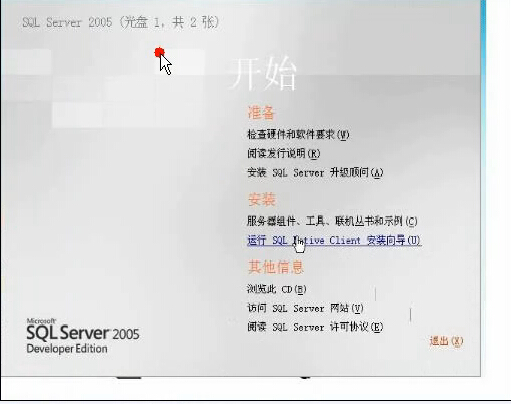 SQL Server 2005 (光盘 1，共 2 张)
开始
准备
检查硬件和软件要求(W)
阅读发行说明(R)
安装 SQL Server 升级顾问(A)
安装
服务器组件、工具、联机丛书和示例(C)
运行 SQL Native Client 安装向导(U)
其他信息
浏览此 CD(B)
访问 SQL Server 网站(V)
阅读 SQL Server 许可协议(E)
退出(X)
Microsoft
SQL Server 2005
Developer Edition